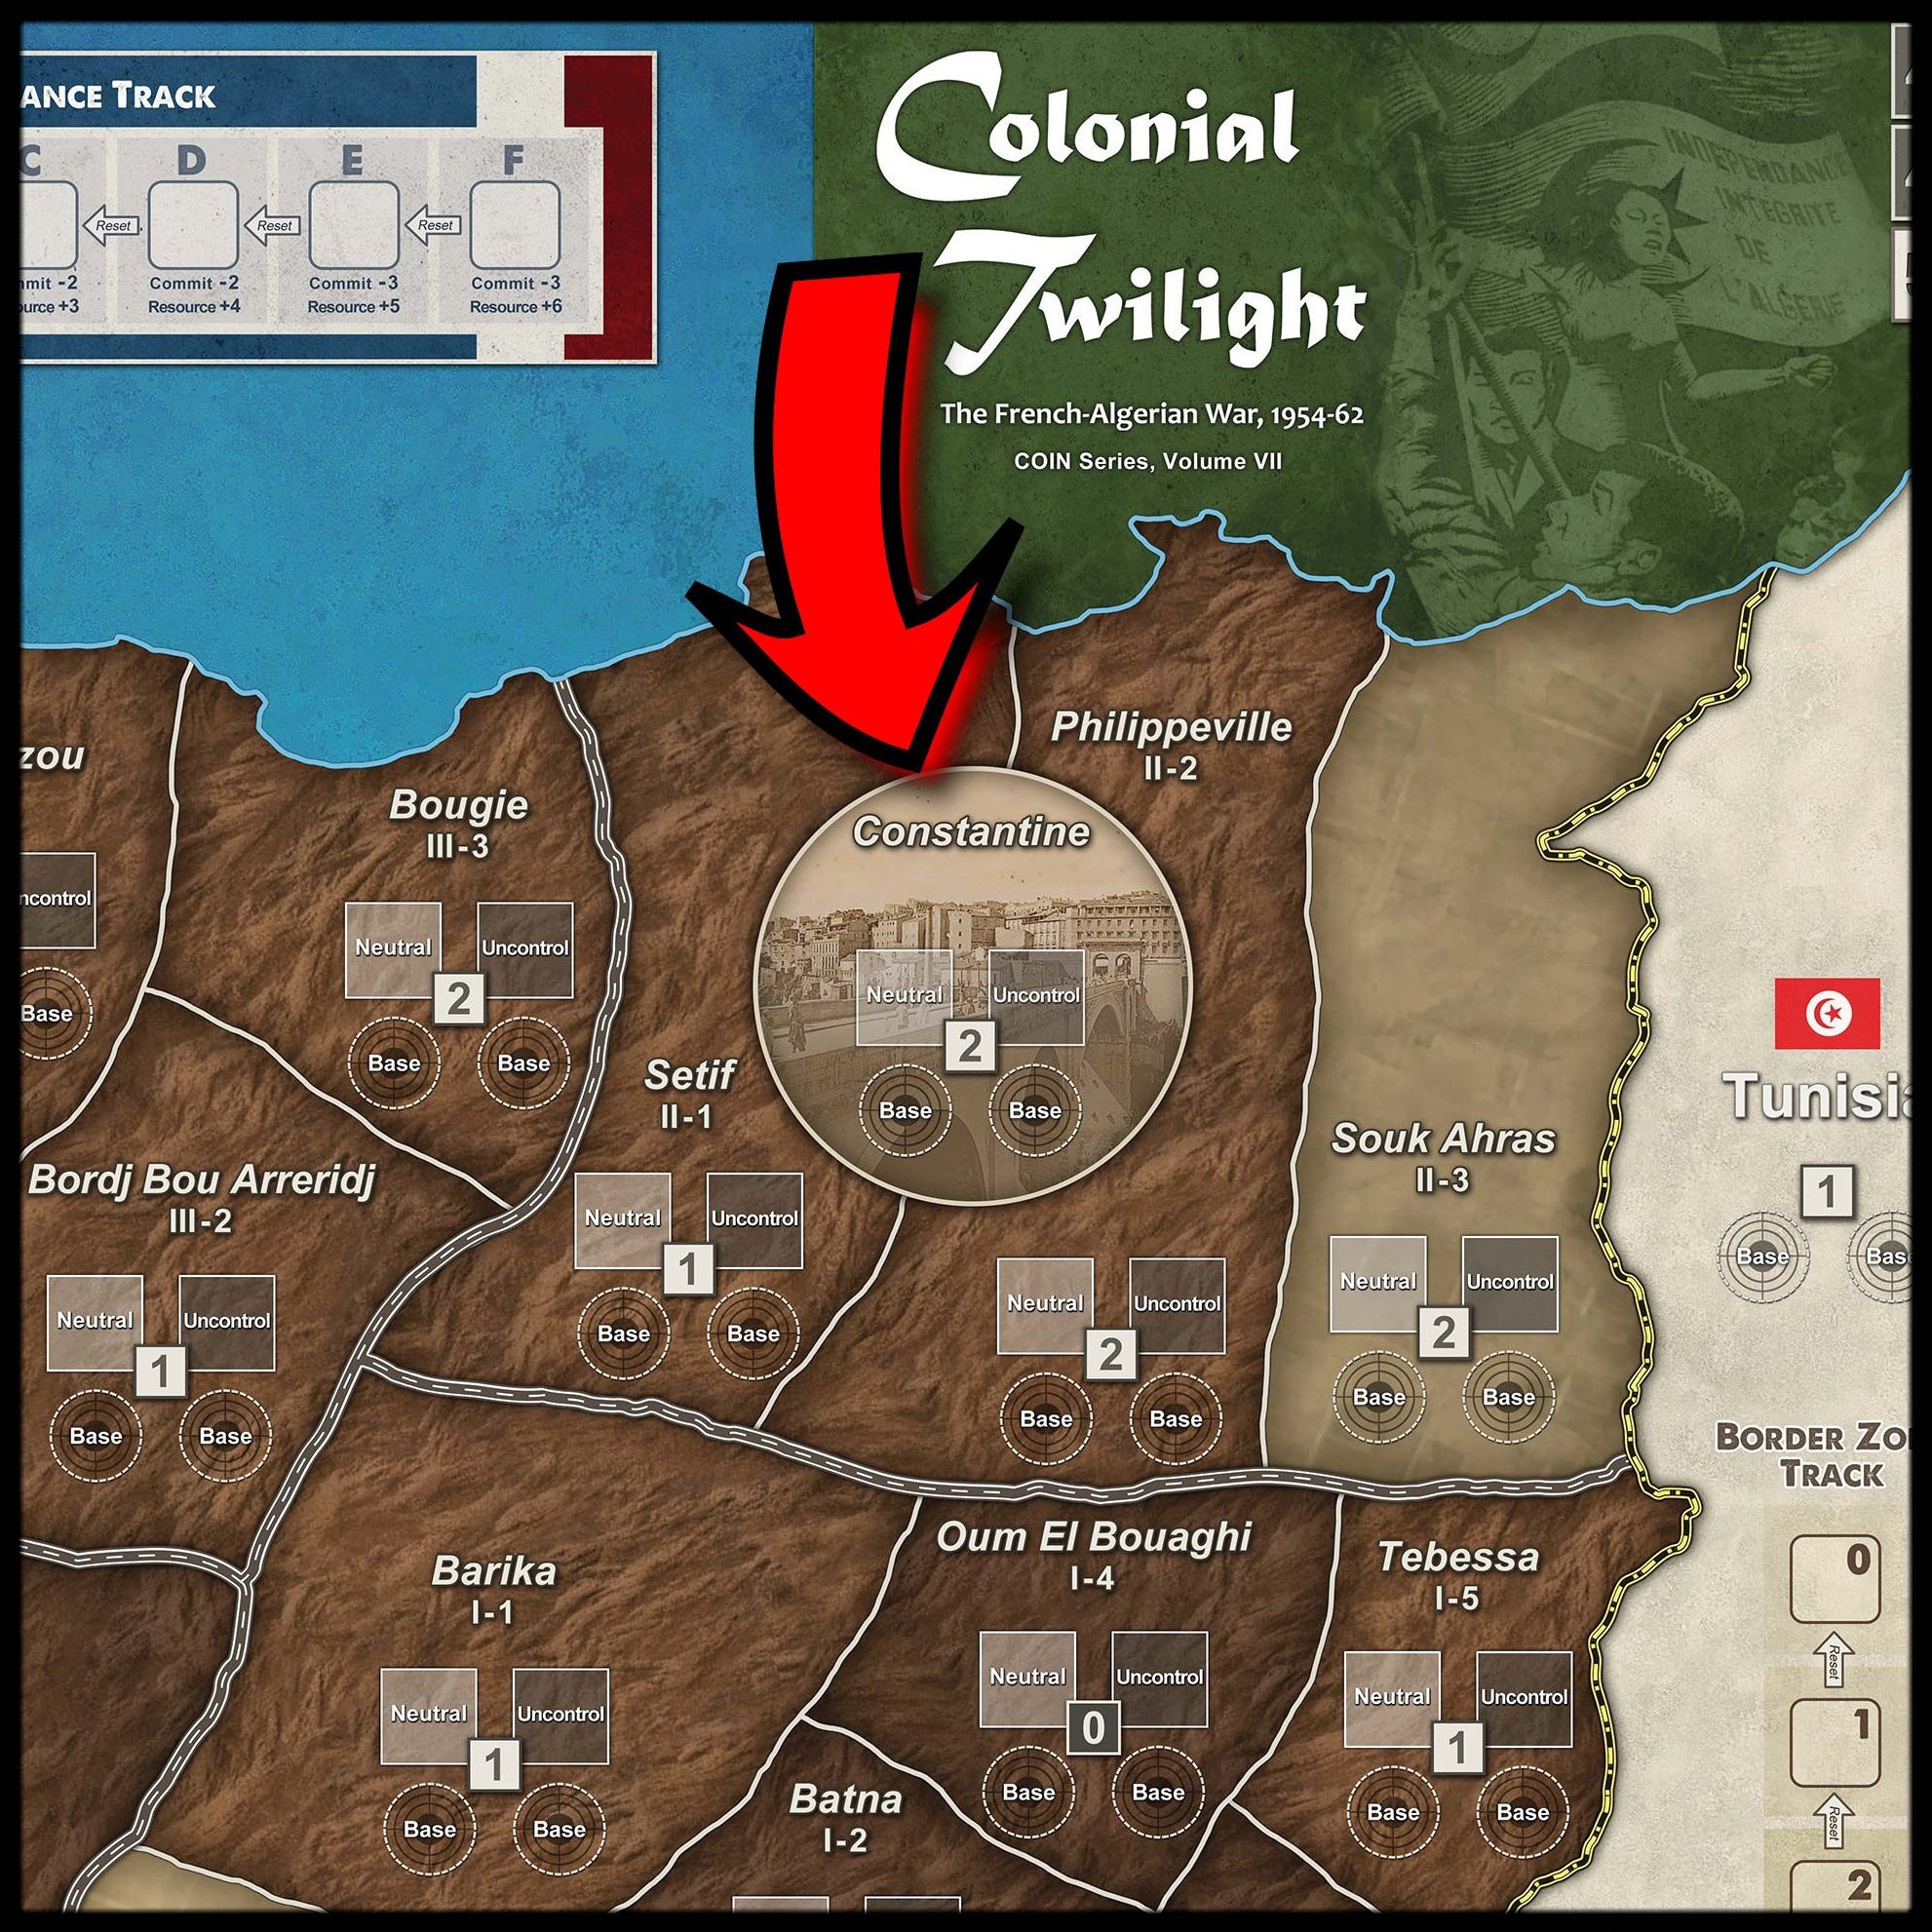 ANCE TRACK
C
D
E
F
Reset
Reset
Reset
mit -2
Commit -2
Commit -3
Commit -3
urce +3
Resource +4
Resource +5
Resource +6
Colonial
Twilight
The French-Algerian War, 1954-62
COIN Series, Volume VII
INDEPENDANCE
INTEGRITE
DE
L'ALGERIE
zou
ncontrol
Base
Bougie
III-3
Neutral
Uncontrol
2
Base
Base
Philippeville
II-2
Neutral
Uncontrol
2
Base
Base
Constantine
Neutral
Uncontrol
2
Base
Base
Setif
II-1
Neutral
Uncontrol
1
Base
Base
Souk Ahras
II-3
Neutral
Uncontrol
2
Base
Base
Tunisia
1
Base
Bas
Bordj Bou Arreridj
III-2
Neutral
Uncontrol
1
Base
Base
BORDER ZO
TRACK
0
Reset
1
Reset
2
Barika
I-1
Neutral
Uncontrol
1
Base
Base
Oum El Bouaghi
I-4
Neutral
Uncontrol
0
Base
Base
Tebessa
I-5
Neutral
Uncontrol
1
Base
Base
Batna
I-2